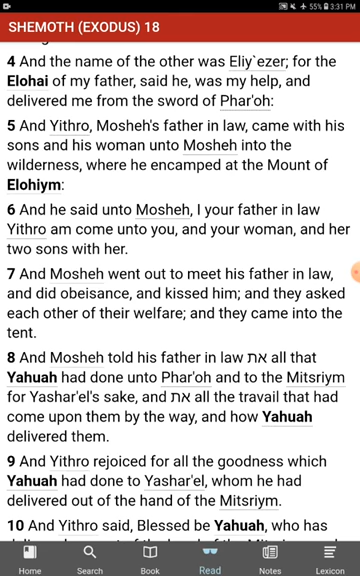 55% 3:31 PM
SHEMOTH (EXODUS) 18
4 And the name of the other was Eliy`ezer; for the
Elohai of my father, said he, was my help, and
delivered me from the sword of Phar'oh:
5 And Yithro, Mosheh's father in law, came with his
sons and his woman unto Mosheh into the
wilderness, where he encamped at the Mount of
Elohiym:
6 And he said unto Mosheh, I your father in law
Yithro am come unto you, and your woman, and her
two sons with her.
7 And Mosheh went out to meet his father in law,
and did obeisance, and kissed him; and they asked
each other of their welfare; and they came into the
tent.
8 And Mosheh told his father in law את all that
Yahuah had done unto Phar'oh and to the Mitsriym
for Yashar'el's sake, and את all the travail that had
come upon them by the way, and how Yahuah
delivered them.
9 And Yithro rejoiced for all the goodness which
Yahuah had done to Yashar'el, whom he had
delivered out of the hand of the Mitsriym.
10 And Yithro said, Blessed be Yahuah, who has
Home Search Book Read Notes Lexicon